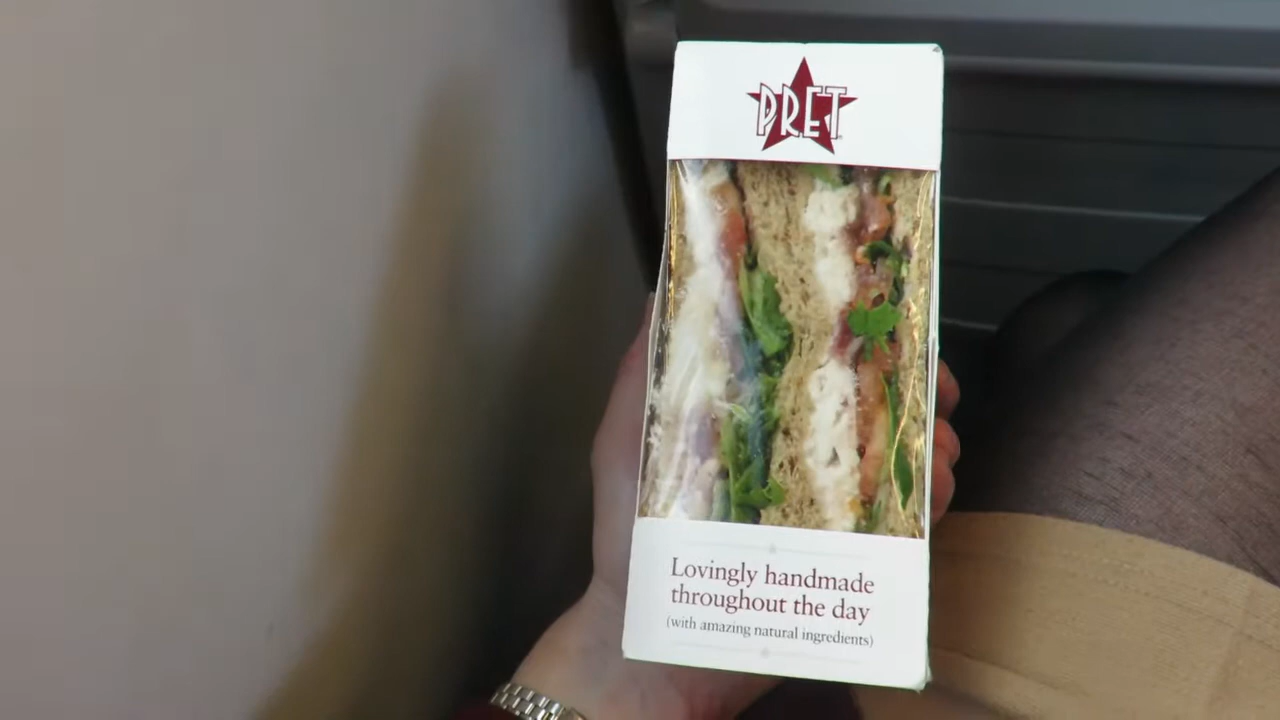 PRET
Lovingly handmade
throughout the day
(with amazing natural ingredients)